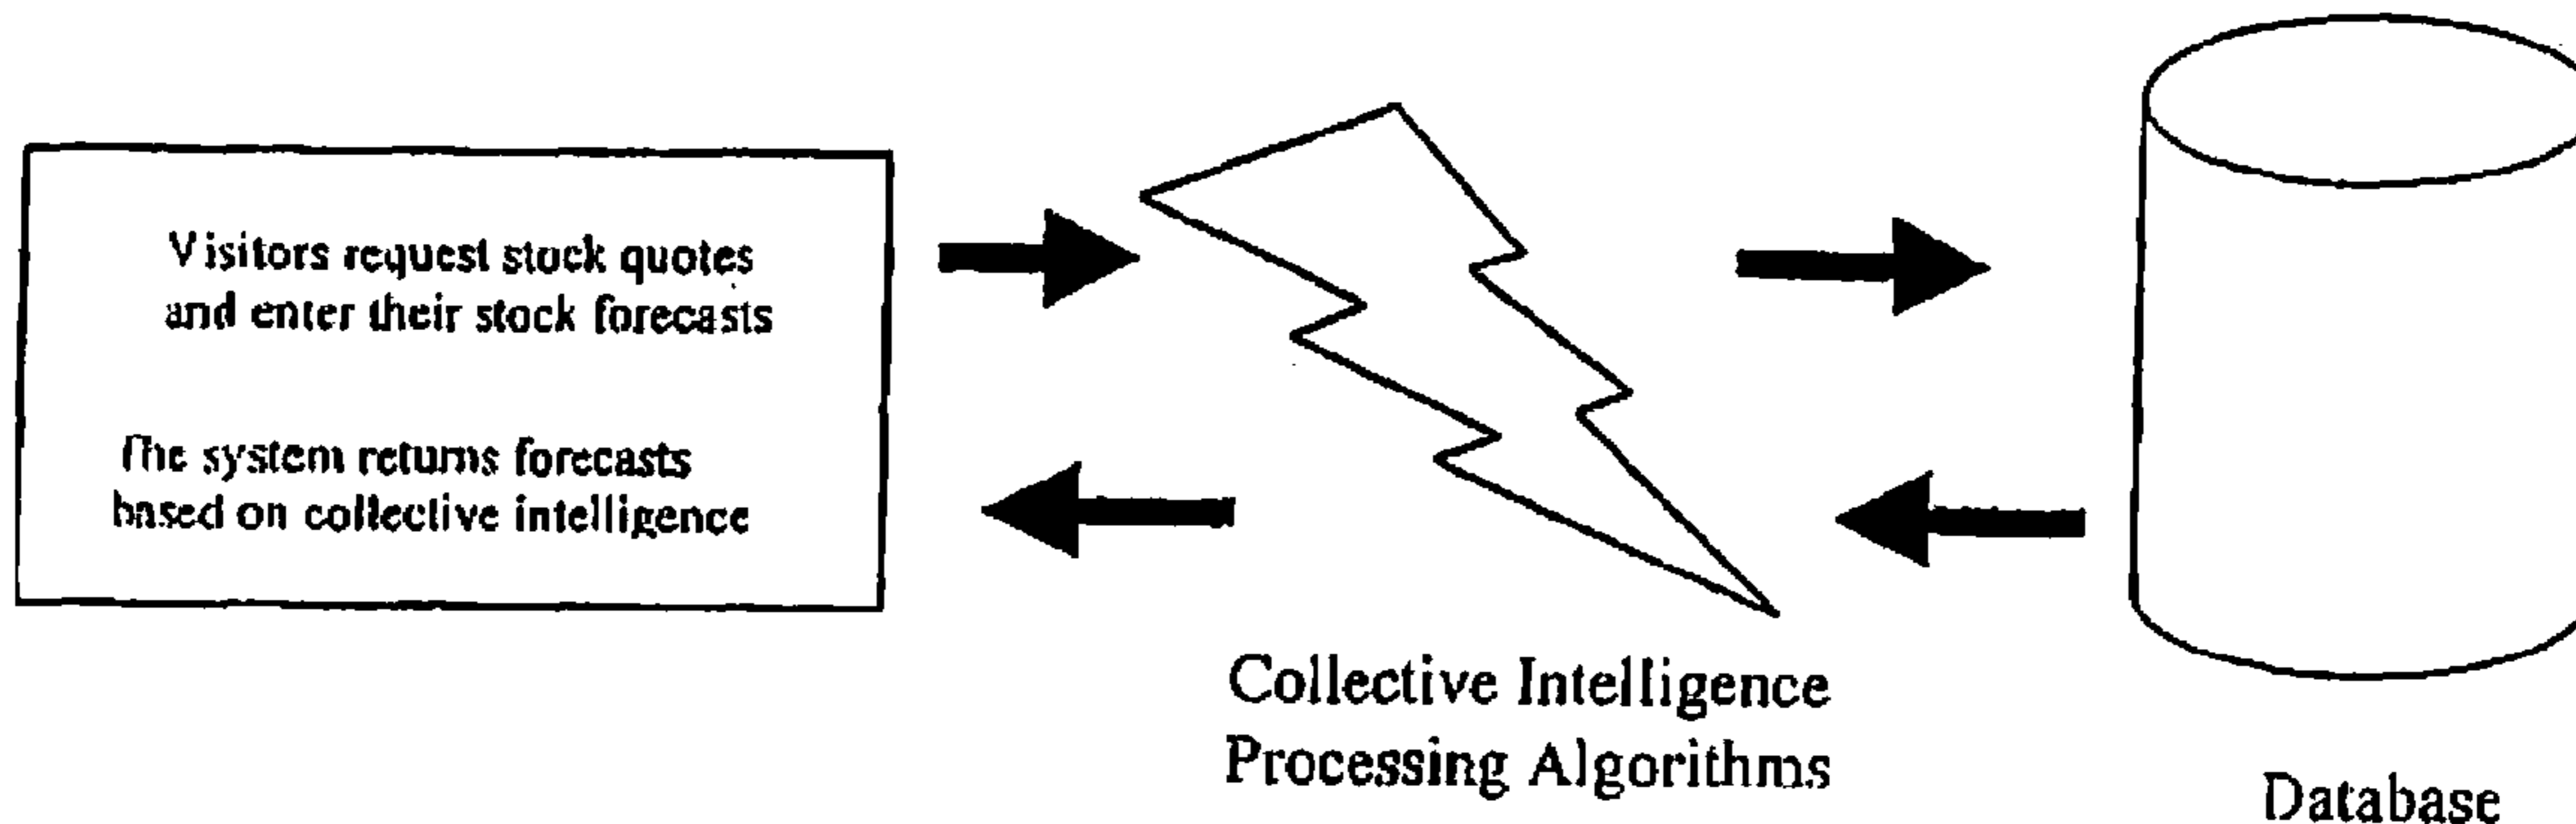 Visitors request stock quotes
and enter their stock forecasts
The system returns forecasts
based on collective intelligence
Collective Intelligence
Processing Algorithms
Database